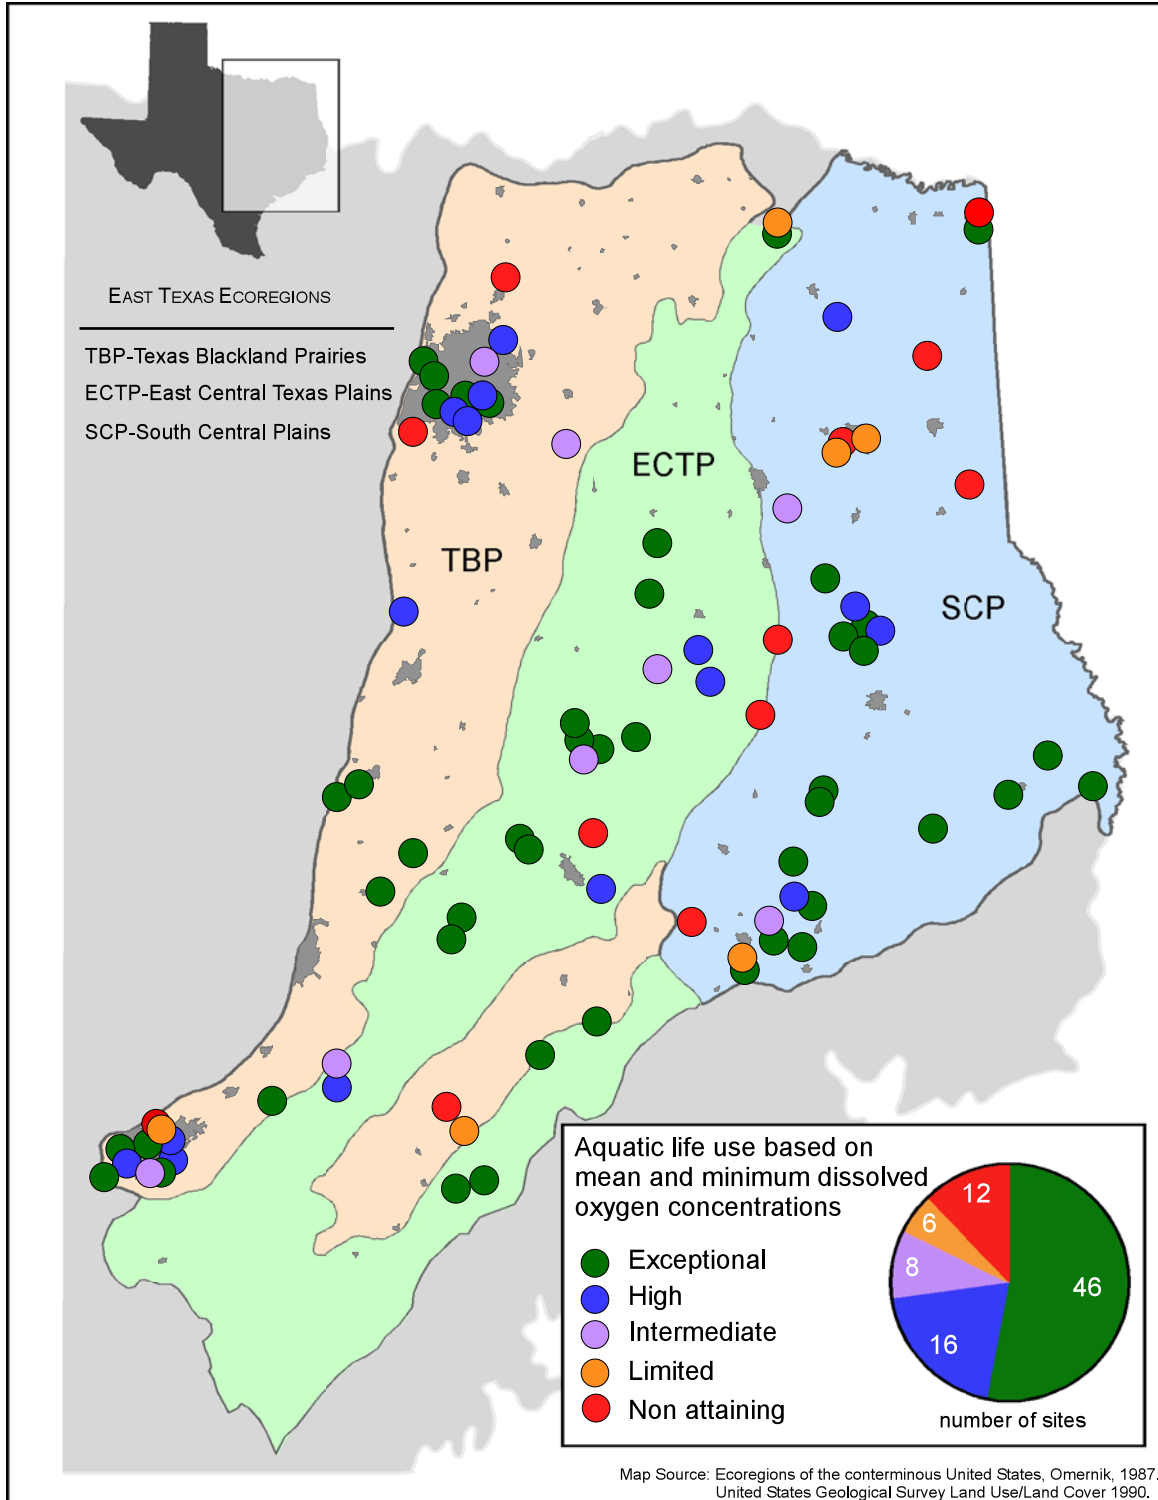 EAST TEXAS ECOREGIONS
TBP-Texas Blackland Prairies
ECTP-East Central Texas Plains
SCP-South Central Plains
ECTP
TBP
SCP
Aquatic life use based on
mean and minimum dissolved
oxygen concentrations
Exceptional
High
Intermediate
Limited
Non attaining
12
6
8
46
16
number of sites
Map Source: Ecoregions of the conterminous United States, Omernik, 1987.
United States Geological Survey Land Use/Land Cover 1990.